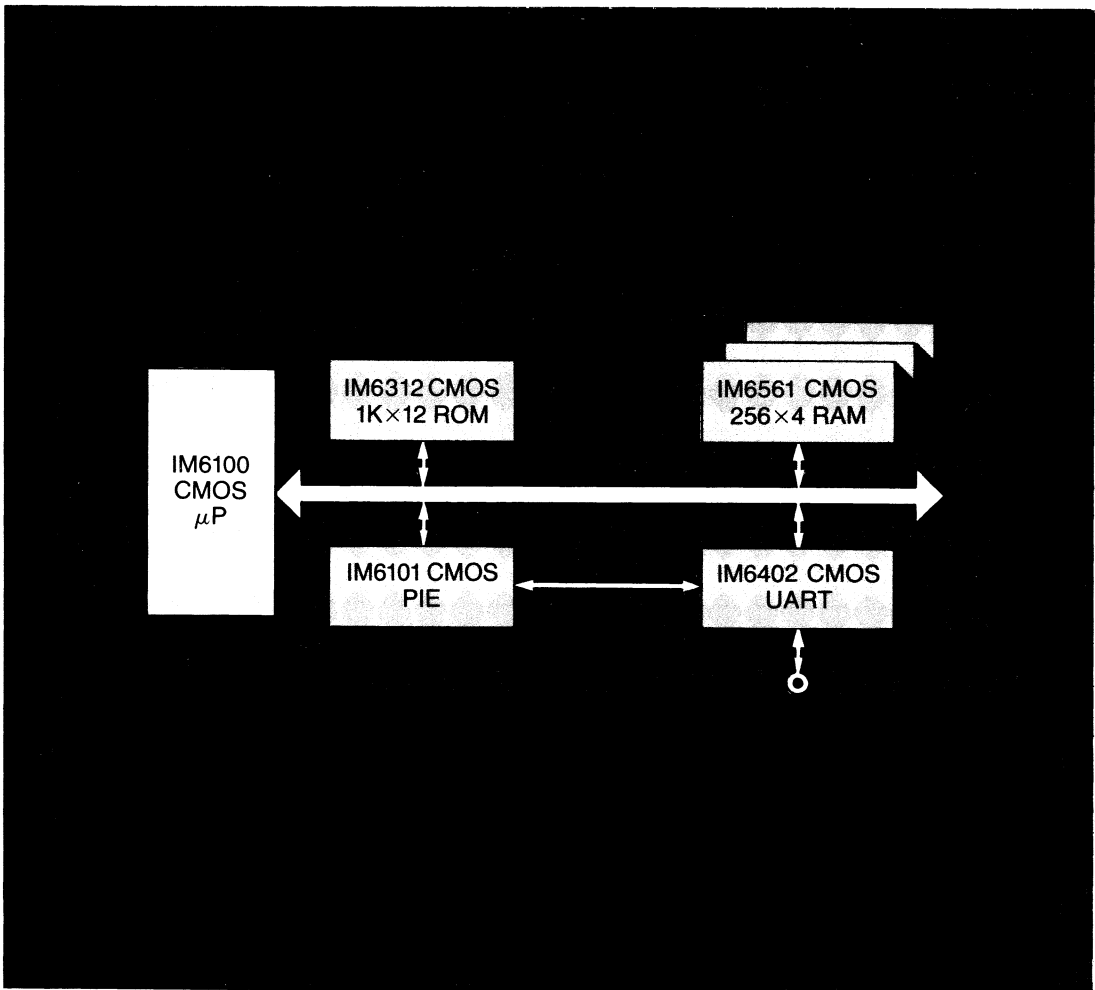 IM6312 CMOS
1K×12 ROM
IM6561 CMOS
256×4 RAM
IM6100
CMOS
μP
IM6101 CMOS
PIE
IM6402 CMOS
UART